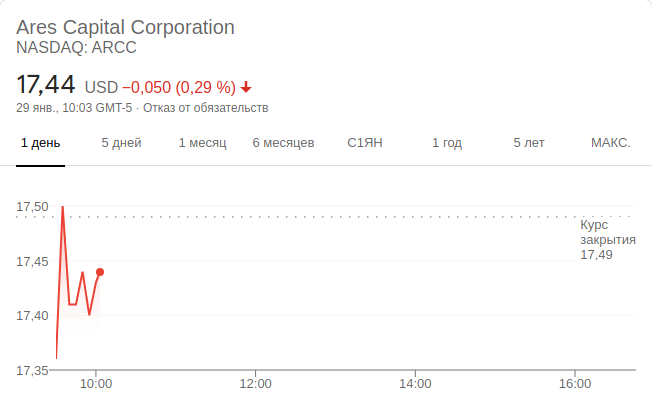 Ares Capital Corporation
NASDAQ: ARCC
17,44 USD −0,050 (0,29 %)
29 янв., 10:03 GMT-5 · Отказ от обязательств
1 день 5 дней 1 месяц 6 месяцев С1ЯН 1 год 5 лет МАКС.
17,50
Курс
закрытия
17,49
17,45
17,40
17,35
10:00 12:00 14:00 16:00